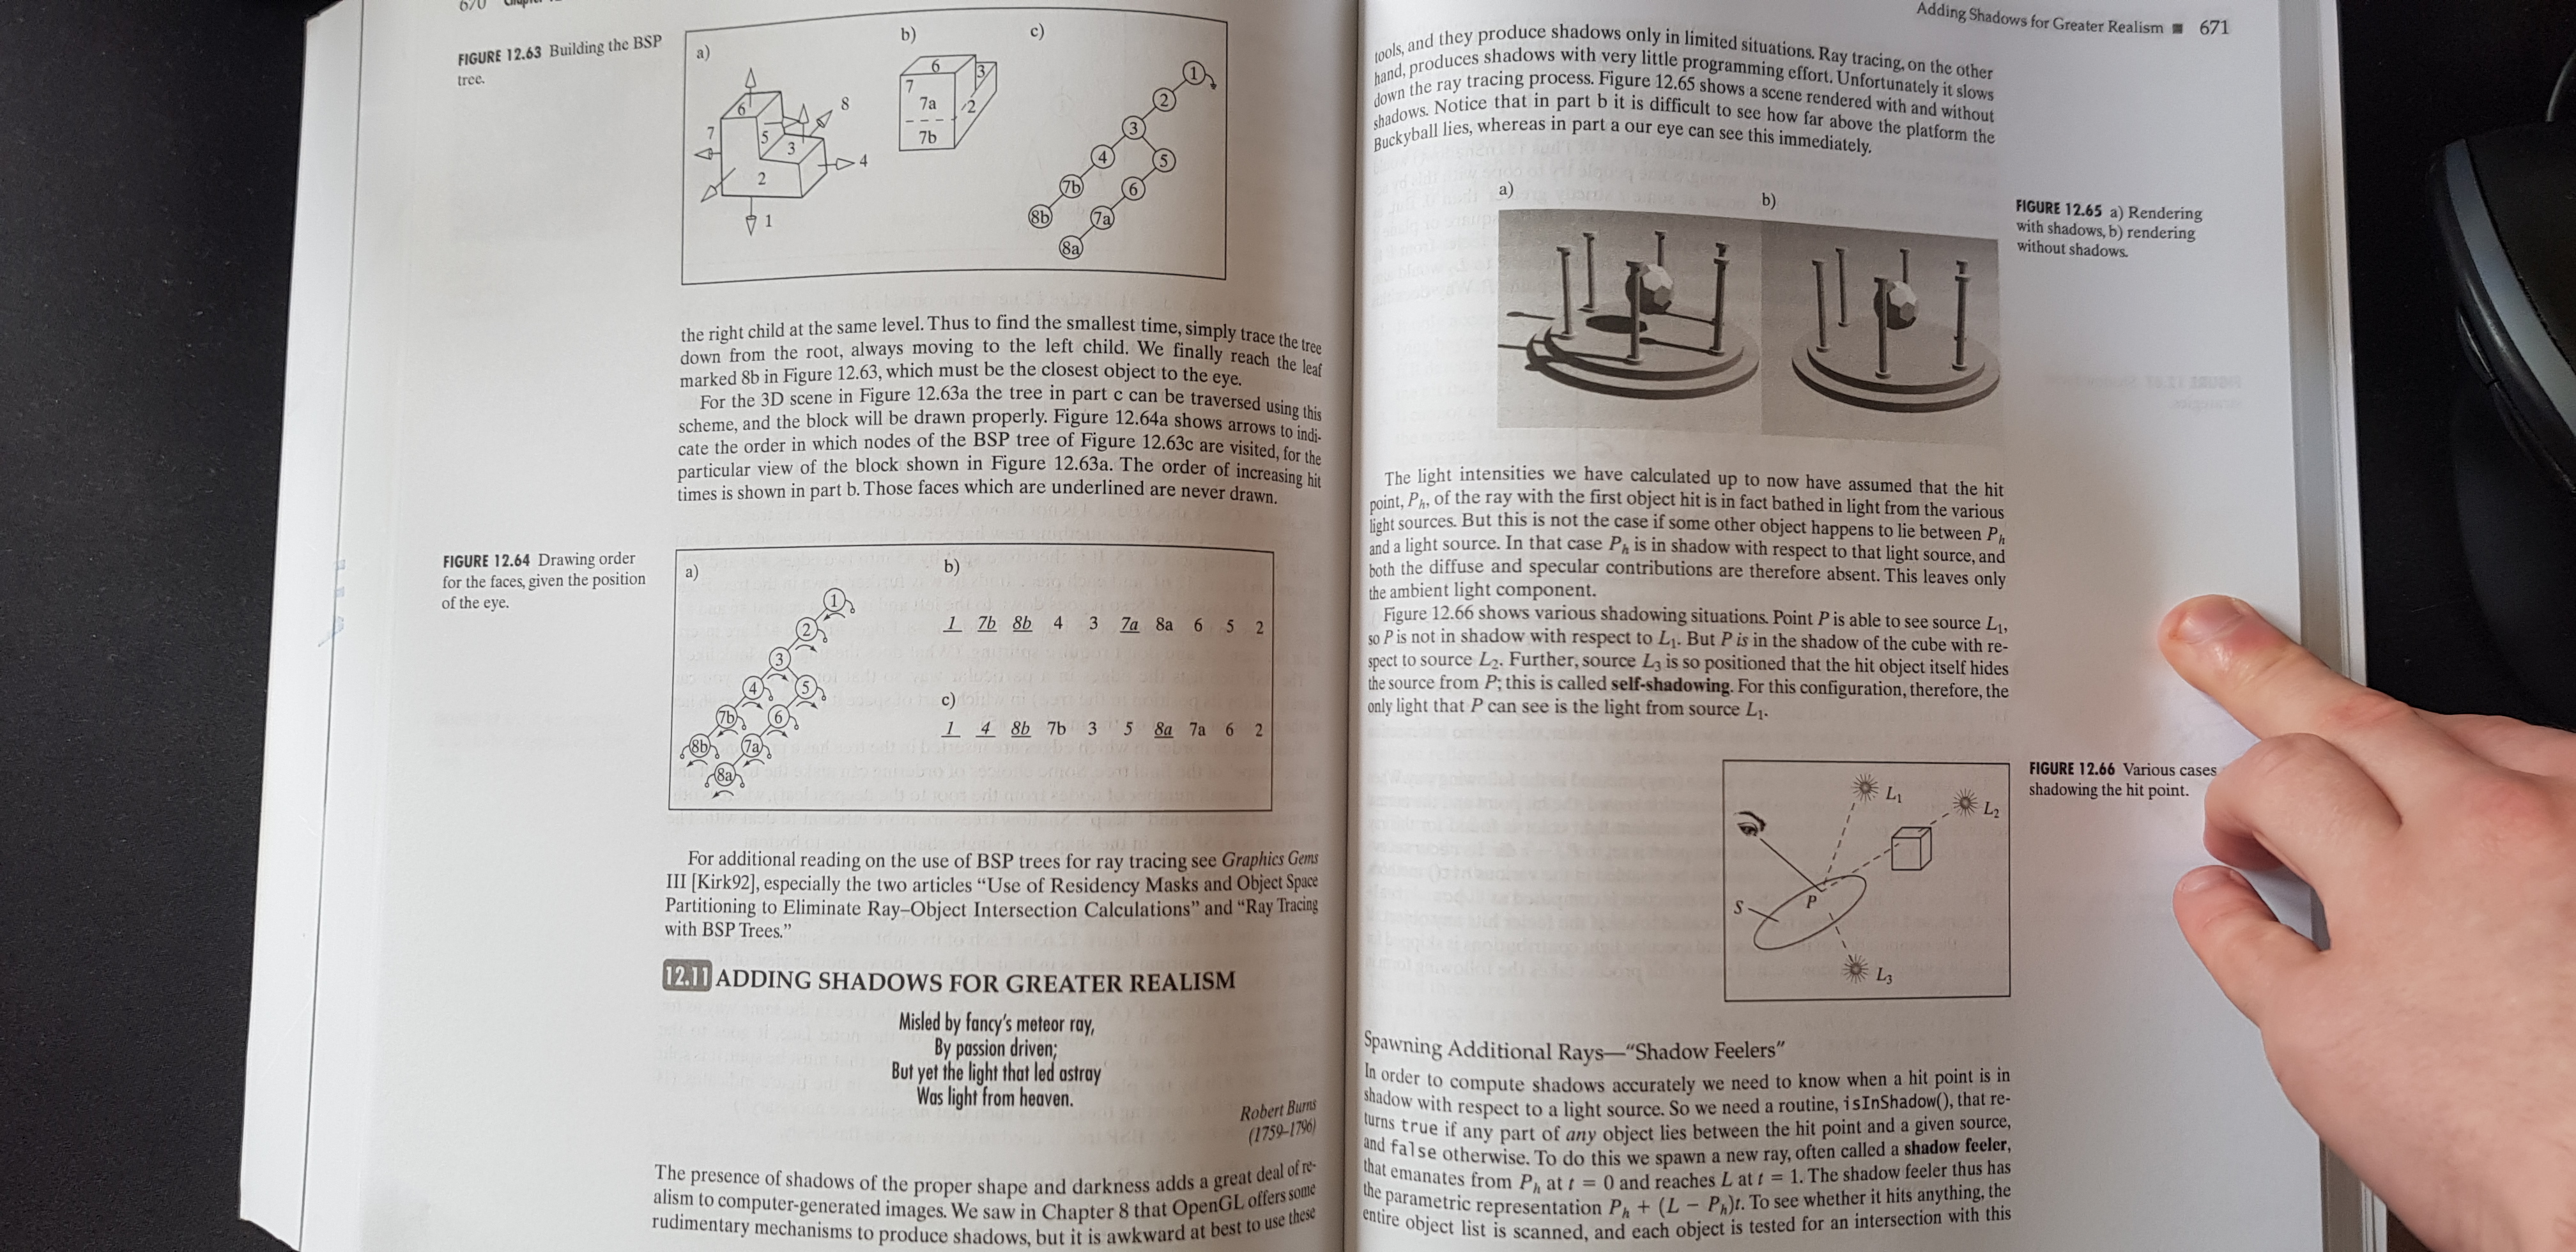 670
FIGURE 12.63 Building the BSP
tree.
a)
b)
c)
6
7
5
3
8
4
2
1
6
3
7
7a
2
7b
1
2
3
4
5
7b
6
8b
7a
8a
the right child at the same level. Thus to find the smallest time, simply trace the tree
down from the root, always moving to the left child. We finally reach the leaf
marked 8b in Figure 12.63, which must be the closest object to the eye.
For the 3D scene in Figure 12.63a the tree in part c can be traversed using this
scheme, and the block will be drawn properly. Figure 12.64a shows arrows to indi-
cate the order in which nodes of the BSP tree of Figure 12.63c are visited, for the
particular view of the block shown in Figure 12.63a. The order of increasing hit
times is shown in part b. Those faces which are underlined are never drawn.
FIGURE 12.64 Drawing order
for the faces, given the position
of the eye.
a)
1
2
3
4
5
7b
6
8b
7a
8a
b)
1 7b 8b 4 3 7a 8a 6 5 2
c)
1 4 8b 7b 3 5 8a 7a 6 2
For additional reading on the use of BSP trees for ray tracing see Graphics Gems
III [Kirk92], especially the two articles “Use of Residency Masks and Object Space
Partitioning to Eliminate Ray–Object Intersection Calculations” and “Ray Tracing
with BSP Trees.”
12.11 ADDING SHADOWS FOR GREATER REALISM
Misled by fancy's meteor ray,
By passion driven;
But yet the light that led astray
Was light from heaven.
Robert Burns
(1759–1796)
The presence of shadows of the proper shape and darkness adds a great deal of re-
alism to computer-generated images. We saw in Chapter 8 that OpenGL offers some
rudimentary mechanisms to produce shadows, but it is awkward at best to use these
Adding Shadows for Greater Realism ■ 671
tools, and they produce shadows only in limited situations. Ray tracing, on the other
hand, produces shadows with very little programming effort. Unfortunately it slows
down the ray tracing process. Figure 12.65 shows a scene rendered with and without
shadows. Notice that in part b it is difficult to see how far above the platform the
Buckyball lies, whereas in part a our eye can see this immediately.
a)
b)
FIGURE 12.65 a) Rendering
with shadows, b) rendering
without shadows.
The light intensities we have calculated up to now have assumed that the hit
point, Pₕ, of the ray with the first object hit is in fact bathed in light from the various
light sources. But this is not the case if some other object happens to lie between Pₕ
and a light source. In that case Pₕ is in shadow with respect to that light source, and
both the diffuse and specular contributions are therefore absent. This leaves only
the ambient light component.
Figure 12.66 shows various shadowing situations. Point P is able to see source L₁,
so P is not in shadow with respect to L₁. But P is in the shadow of the cube with re-
spect to source L₂. Further, source L₃ is so positioned that the hit object itself hides
the source from P; this is called self-shadowing. For this configuration, therefore, the
only light that P can see is the light from source L₁.
L₁
L₂
P
S
L₃
FIGURE 12.66 Various cases
shadowing the hit point.
Spawning Additional Rays—“Shadow Feelers”
In order to compute shadows accurately we need to know when a hit point is in
shadow with respect to a light source. So we need a routine, isInShadow(), that re-
turns true if any part of any object lies between the hit point and a given source,
and false otherwise. To do this we spawn a new ray, often called a shadow feeler,
that emanates from Pₕ at t = 0 and reaches L at t = 1. The shadow feeler thus has
the parametric representation Pₕ + (L − Pₕ)t. To see whether it hits anything, the
entire object list is scanned, and each object is tested for an intersection with this